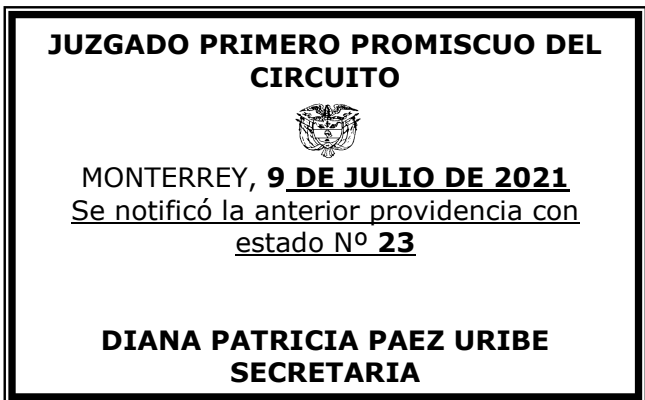 JUZGADO PRIMERO PROMISCUO DEL
CIRCUITO
MONTERREY, 9 DE JULIO DE 2021
Se notificó la anterior providencia con
estado Nº 23
DIANA PATRICIA PAEZ URIBE
SECRETARIA